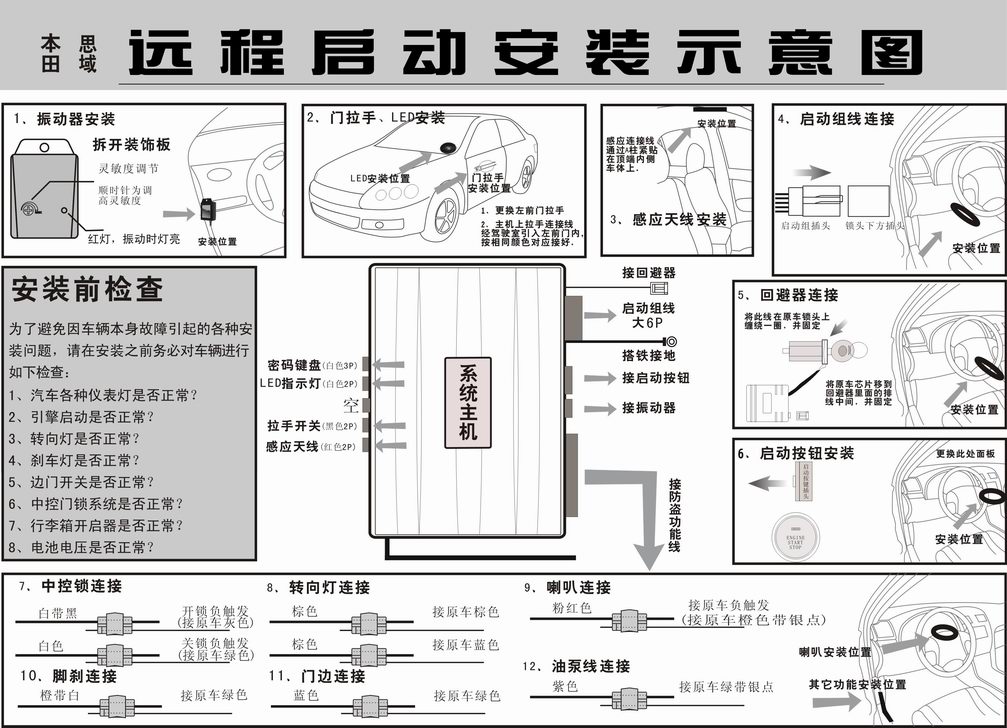 本田 思域 远程启动安装示意图
1、振动器安装
拆开装饰板
灵敏度调节
顺时针为调
高灵敏度
红灯，振动时灯亮
安装位置
2、门拉手、LED安装
LED安装位置
门拉手
安装位置
1. 更换左前门拉手
2. 主机上拉手连接线
经驾驶室引入左前门内，
按相同颜色对应接好.
安装位置
感应连接线
通过A柱紧贴
在顶端内侧
车体上.
3、感应天线安装
4、启动组线连接
启动组插头
锁头下方插头
安装位置
安装前检查
为了避免因车辆本身故障引起的各种安
装问题，请在安装之前务必对车辆进行
如下检查：
1、汽车各种仪表灯是否正常？
2、引擎启动是否正常？
3、转向灯是否正常？
4、刹车灯是否正常？
5、边门开关是否正常？
6、中控门锁系统是否正常？
7、行李箱开启器是否正常？
8、电池电压是否正常？
密码键盘(白色3P)
LED指示灯(白色2P)
空
拉手开关(黑色2P)
感应天线(红色2P)
系统主机
接回避器
启动组线
大6P
搭铁接地
接启动按钮
接振动器
接防盗功能线
5、回避器连接
将此线在原车锁头上
缠绕一圈．并固定
将原车芯片移到
回避器里面的排
线中间．并固定
安装位置
6、启动按钮安装
启动按键插头
ENGINE
START
STOP
更换此处面板
安装位置
7、中控锁连接
白带黑
开锁负触发
(接原车灰色)
白色
关锁负触发
(接原车绿色)
8、转向灯连接
棕色
接原车棕色
棕色
接原车蓝色
9、喇叭连接
粉红色
接原车负触发
(接原车橙色带银点)
10、脚刹连接
橙带白
接原车绿色
11、门边连接
蓝色
接原车绿色
12、油泵线连接
紫色
接原车绿带银点
喇叭安装位置
其它功能安装位置